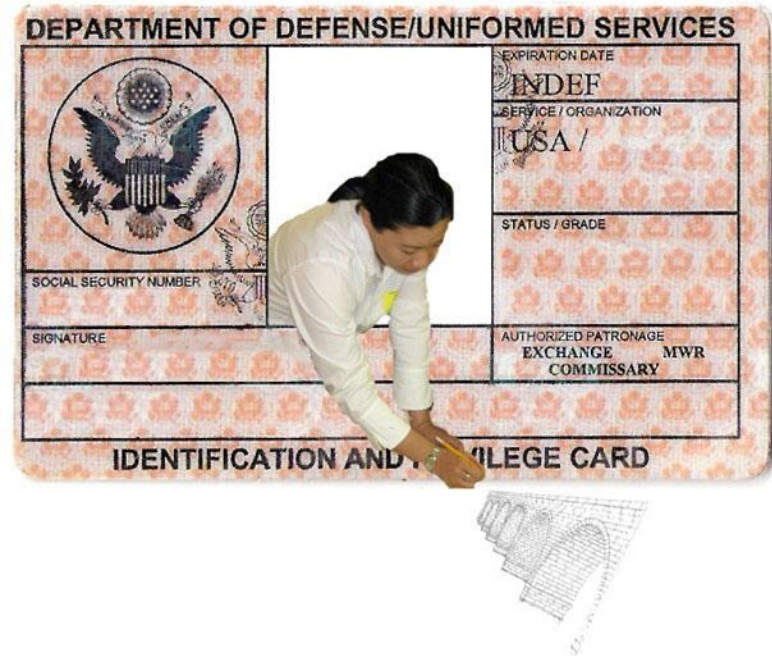 DEPARTMENT OF DEFENSE/UNIFORMED SERVICES
EXPIRATION DATE
INDEF
SERVICE / ORGANIZATION
USA /
STATUS / GRADE
SOCIAL SECURITY NUMBER
SIGNATURE
AUTHORIZED PATRONAGE
EXCHANGE MWR
COMMISSARY
IDENTIFICATION AND LEGE CARD